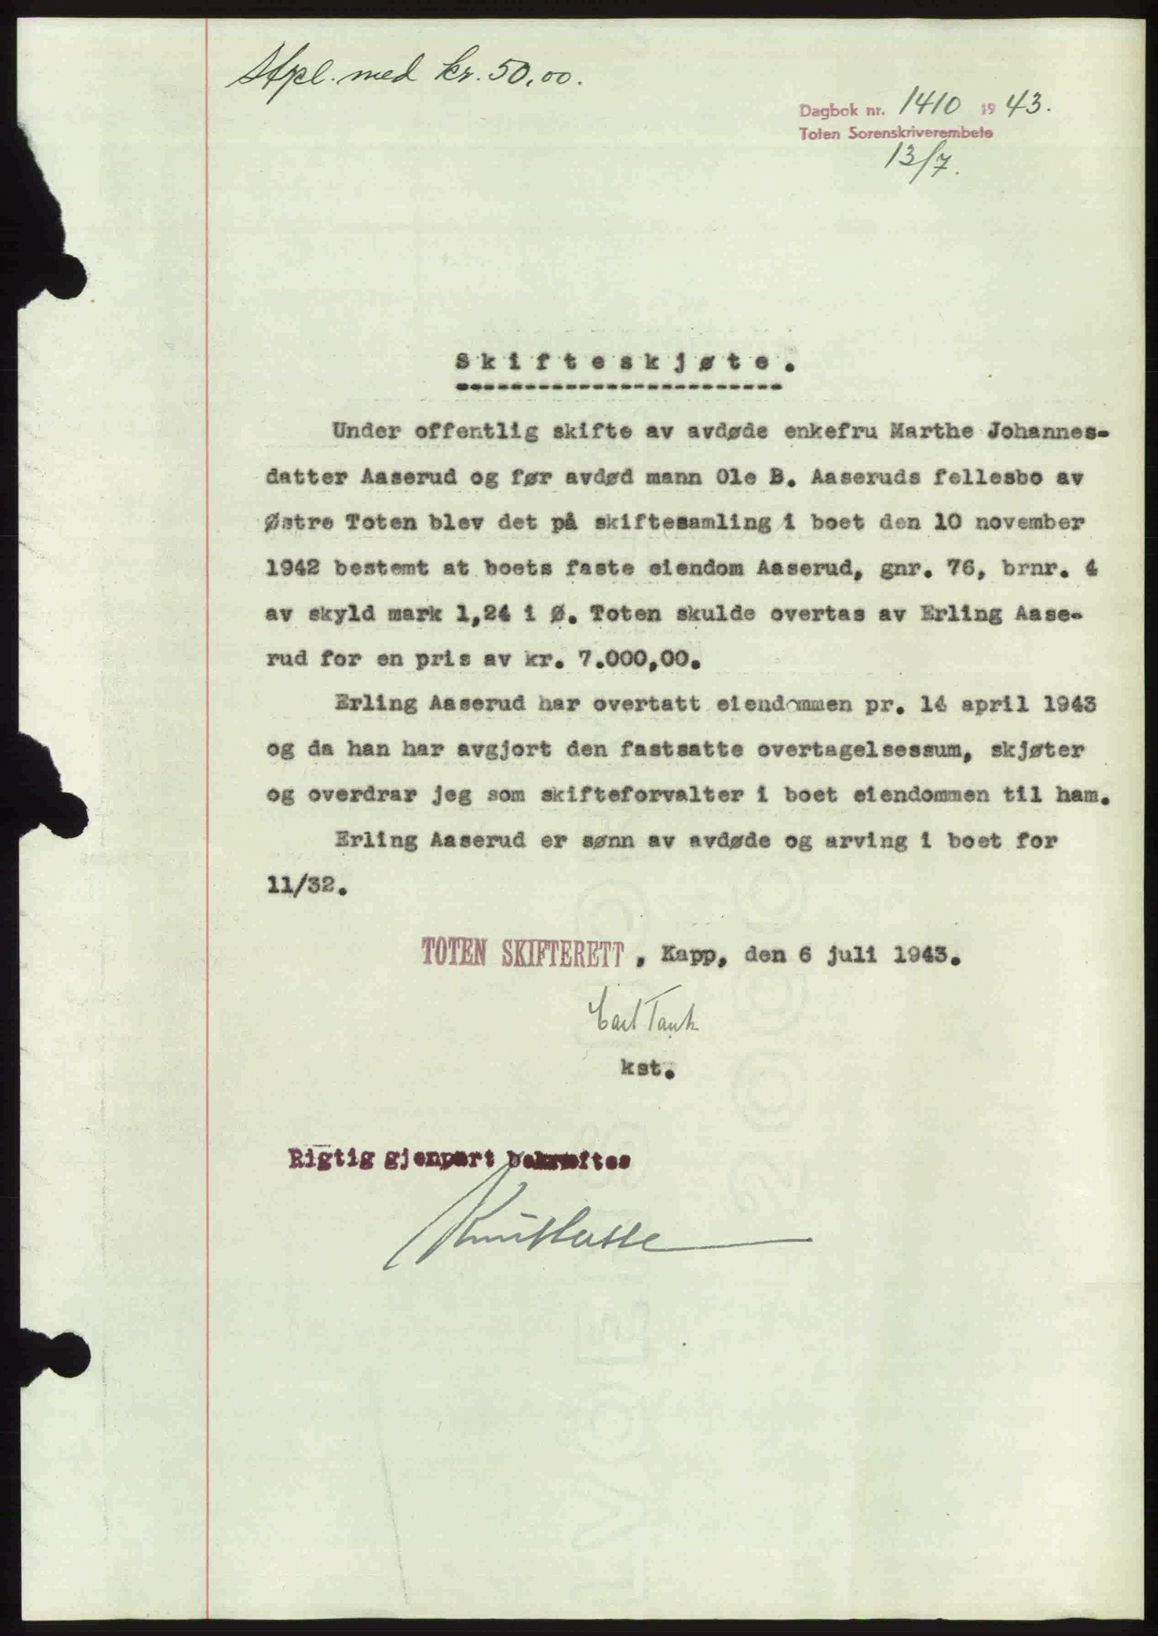 Stpl. med kr. 50,00.
Dagbok nr. 1410 1943.
Toten Sorenskriverembete
13/7.
Skifteskjøte.
Under offentlig skifte av avdøde enkefru Marthe Johannes-
datter Aaserud og før avdød mann Ole B. Aaseruds fellesbo av
Østre Toten blev det på skiftesamling i boet den 10 november
1942 bestemt at boets faste eiendom Aaserud, gnr. 76, brnr. 4
av skyld mark 1,24 i Ø. Toten skulde overtas av Erling Aase-
rud for en pris av kr. 7.000,00.
Erling Aaserud har overtatt eiendommen pr. 14 april 1943
og da han har avgjort den fastsatte overtagelsessum, skjøter
og overdrar jeg som skifteforvalter i boet eiendommen til ham.
Erling Aaserud er sønn av avdøde og arving i boet for
11/32.
TOTEN SKIFTERETT, Kapp, den 6 juli 1943.
Carl Tank
kst.
Rigtig gjenpart bekræftes